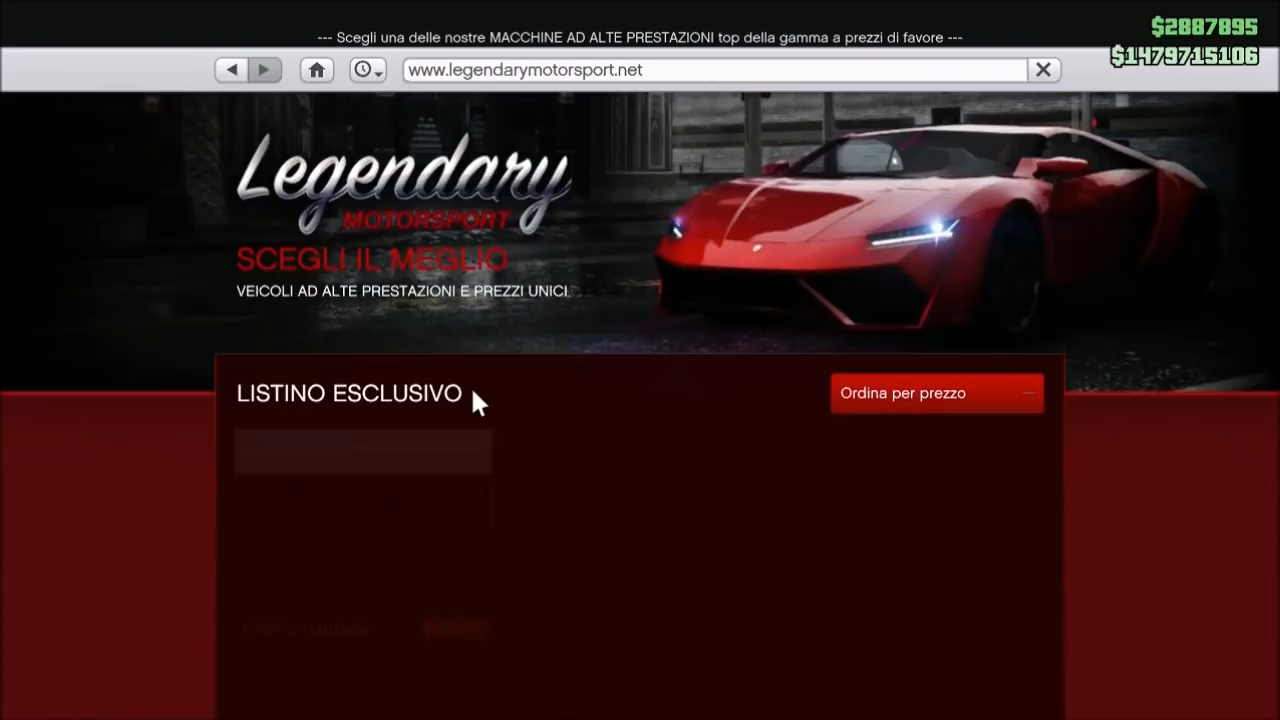 $2887895
--- Scegli una delle nostre MACCHINE AD ALTE PRESTAZIONI top della gamma a prezzi di favore ---
$1479715106
www.legendarymotorsport.net
Legendary
MOTORSPORT
SCEGLI IL MEGLIO
VEICOLI AD ALTE PRESTAZIONI E PREZZI UNICI.
LISTINO ESCLUSIVO
Ordina per prezzo